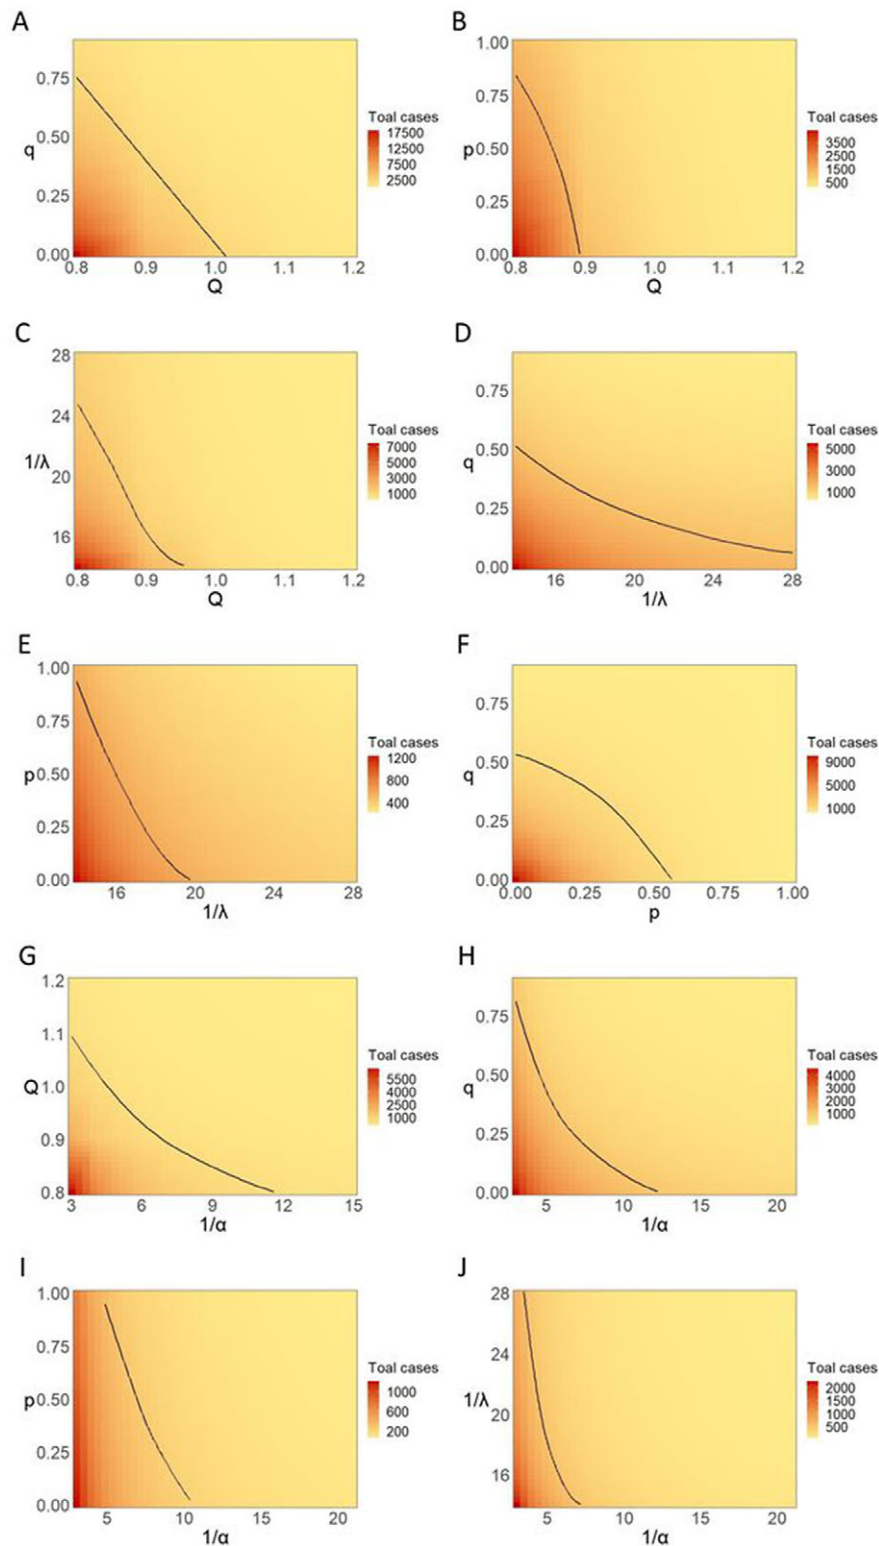 A
q
0.75
0.50
0.25
0.00
0.8 0.9 1.0 1.1 1.2
Q
Toal cases
17500
12500
7500
2500
B
p
1.00
0.75
0.50
0.25
0.00
0.8 0.9 1.0 1.1 1.2
Q
Toal cases
3500
2500
1500
500
C
1/λ
28
24
20
16
0.8 0.9 1.0 1.1 1.2
Q
Toal cases
7000
5000
3000
1000
D
q
0.75
0.50
0.25
0.00
16 20 24 28
1/λ
Toal cases
5000
3000
1000
E
p
1.00
0.75
0.50
0.25
0.00
16 20 24 28
1/λ
Toal cases
1200
800
400
F
q
0.75
0.50
0.25
0.00
0.00 0.25 0.50 0.75 1.00
p
Toal cases
9000
5000
1000
G
Q
1.2
1.1
1.0
0.9
0.8
3 6 9 12 15
1/α
Toal cases
5500
4000
2500
1000
H
q
0.75
0.50
0.25
0.00
5 10 15 20
1/α
Toal cases
4000
3000
2000
1000
I
p
1.00
0.75
0.50
0.25
0.00
5 10 15 20
1/α
Toal cases
1000
600
200
J
1/λ
28
24
20
16
5 10 15 20
1/α
Toal cases
2000
1500
1000
500